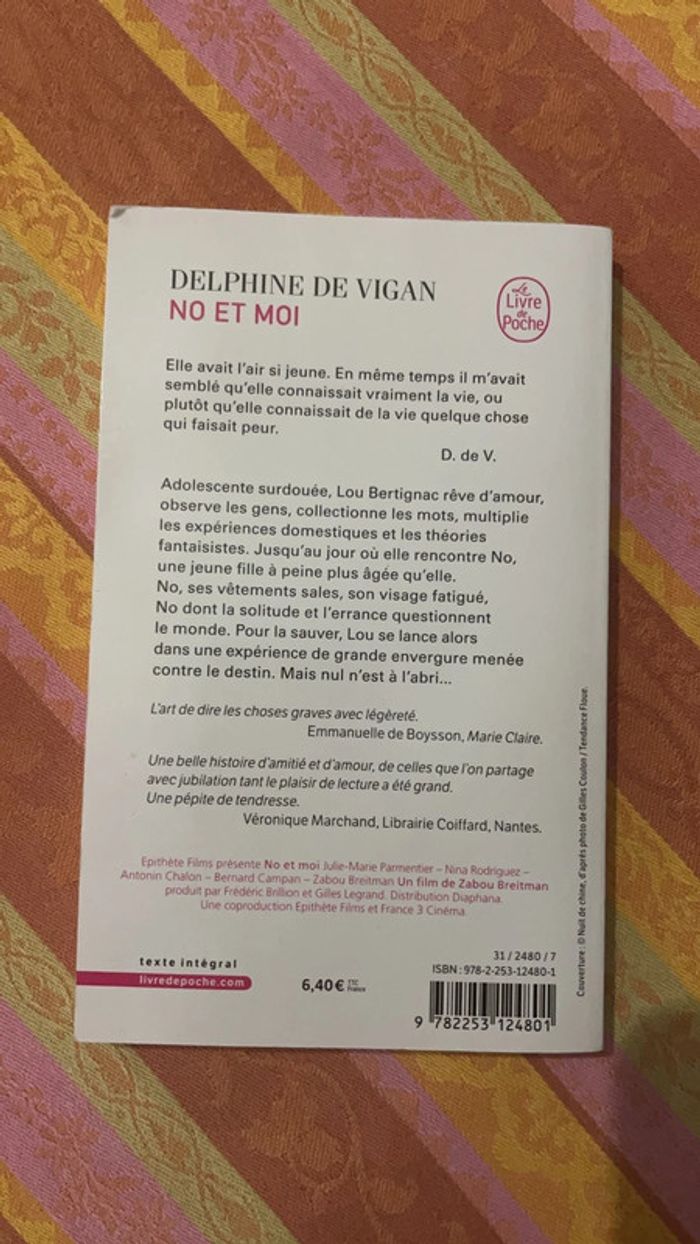 DELPHINE DE VIGAN
NO ET MOI
Le
Livre
de
Poche
Elle avait l'air si jeune. En même temps il m'avait
semblé qu'elle connaissait vraiment la vie, ou
plutôt qu'elle connaissait de la vie quelque chose
qui faisait peur.
D. de V.
Adolescente surdouée, Lou Bertignac rêve d'amour,
observe les gens, collectionne les mots, multiplie
les expériences domestiques et les théories
fantaisistes. Jusqu'au jour où elle rencontre No,
une jeune fille à peine plus âgée qu'elle.
No, ses vêtements sales, son visage fatigué,
No dont la solitude et l'errance questionnent
le monde. Pour la sauver, Lou se lance alors
dans une expérience de grande envergure menée
contre le destin. Mais nul n'est à l'abri...
L'art de dire les choses graves avec légèreté.
Emmanuelle de Boysson, Marie Claire.
Une belle histoire d'amitié et d'amour, de celles que l'on partage
avec jubilation tant le plaisir de lecture a été grand.
Une pépite de tendresse.
Véronique Marchand, Librairie Coiffard, Nantes.
Epithète Films présente No et moi Julie-Marie Parmentier – Nina Rodriguez –
Antonin Chalon – Bernard Campan – Zabou Breitman Un film de Zabou Breitman
produit par Frédéric Brillion et Gilles Legrand. Distribution Diaphana.
Une coproduction Epithète Films et France 3 Cinéma.
Couverture : © Nuit de chine, d'après photo de Gilles Coulon / Tendance Floue.
texte intégral
livredepoche.com
6,40 € TTC
France
31 / 2480 / 7
ISBN : 978-2-253-12480-1
9 782253 124801